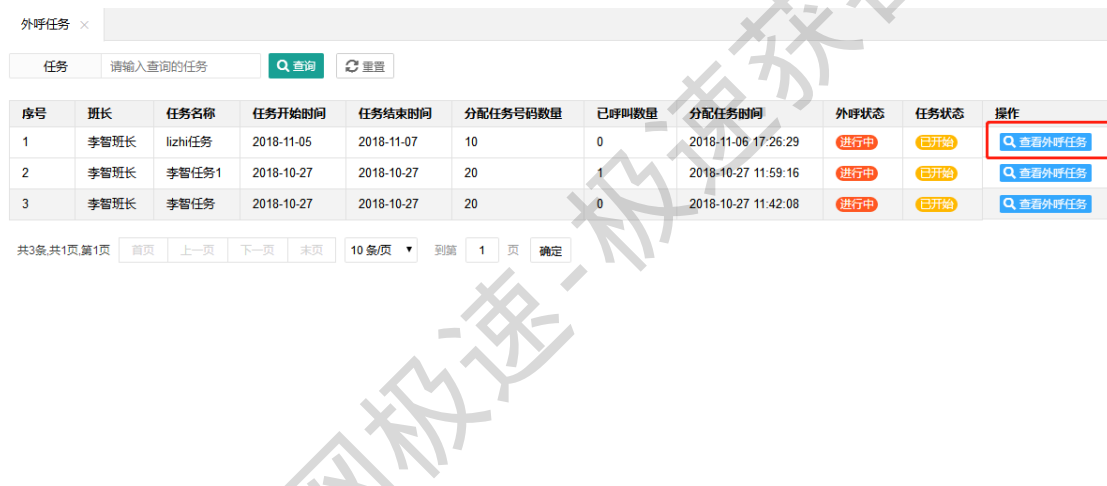 外呼任务 ×
任务 请输入查询的任务 查询 重置
序号 班长 任务名称 任务开始时间 任务结束时间 分配任务号码数量 已呼叫数量 分配任务时间 外呼状态 任务状态 操作
1 李智班长 lizhi任务 2018-11-05 2018-11-07 10 0 2018-11-06 17:26:29 进行中 已开始 查看外呼任务
2 李智班长 李智任务1 2018-10-27 2018-10-27 20 1 2018-10-27 11:59:16 进行中 已开始 查看外呼任务
3 李智班长 李智任务 2018-10-27 2018-10-27 20 0 2018-10-27 11:42:08 进行中 已开始 查看外呼任务
共3条,共1页,第1页 首页 上一页 下一页 末页 10 条/页 到第 1 页 确定
网极速-极速获客